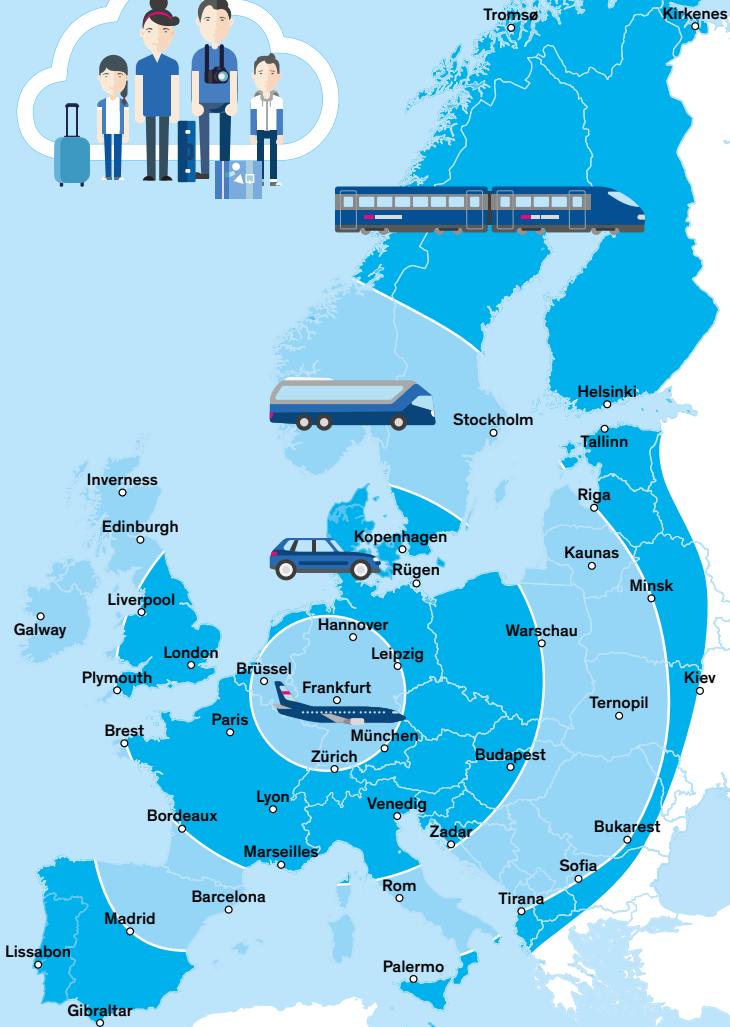 Tromsø
Kirkenes
Helsinki
Stockholm
Tallinn
Inverness
Riga
Edinburgh
Kopenhagen
Kaunas
Rügen
Minsk
Liverpool
Galway
Hannover
Warschau
London
Leipzig
Brüssel
Plymouth
Kiev
Frankfurt
Ternopil
Paris
Brest
München
Zürich
Budapest
Lyon
Venedig
Bordeaux
Bukarest
Zadar
Marseilles
Sofia
Rom
Barcelona
Tirana
Madrid
Lissabon
Palermo
Gibraltar